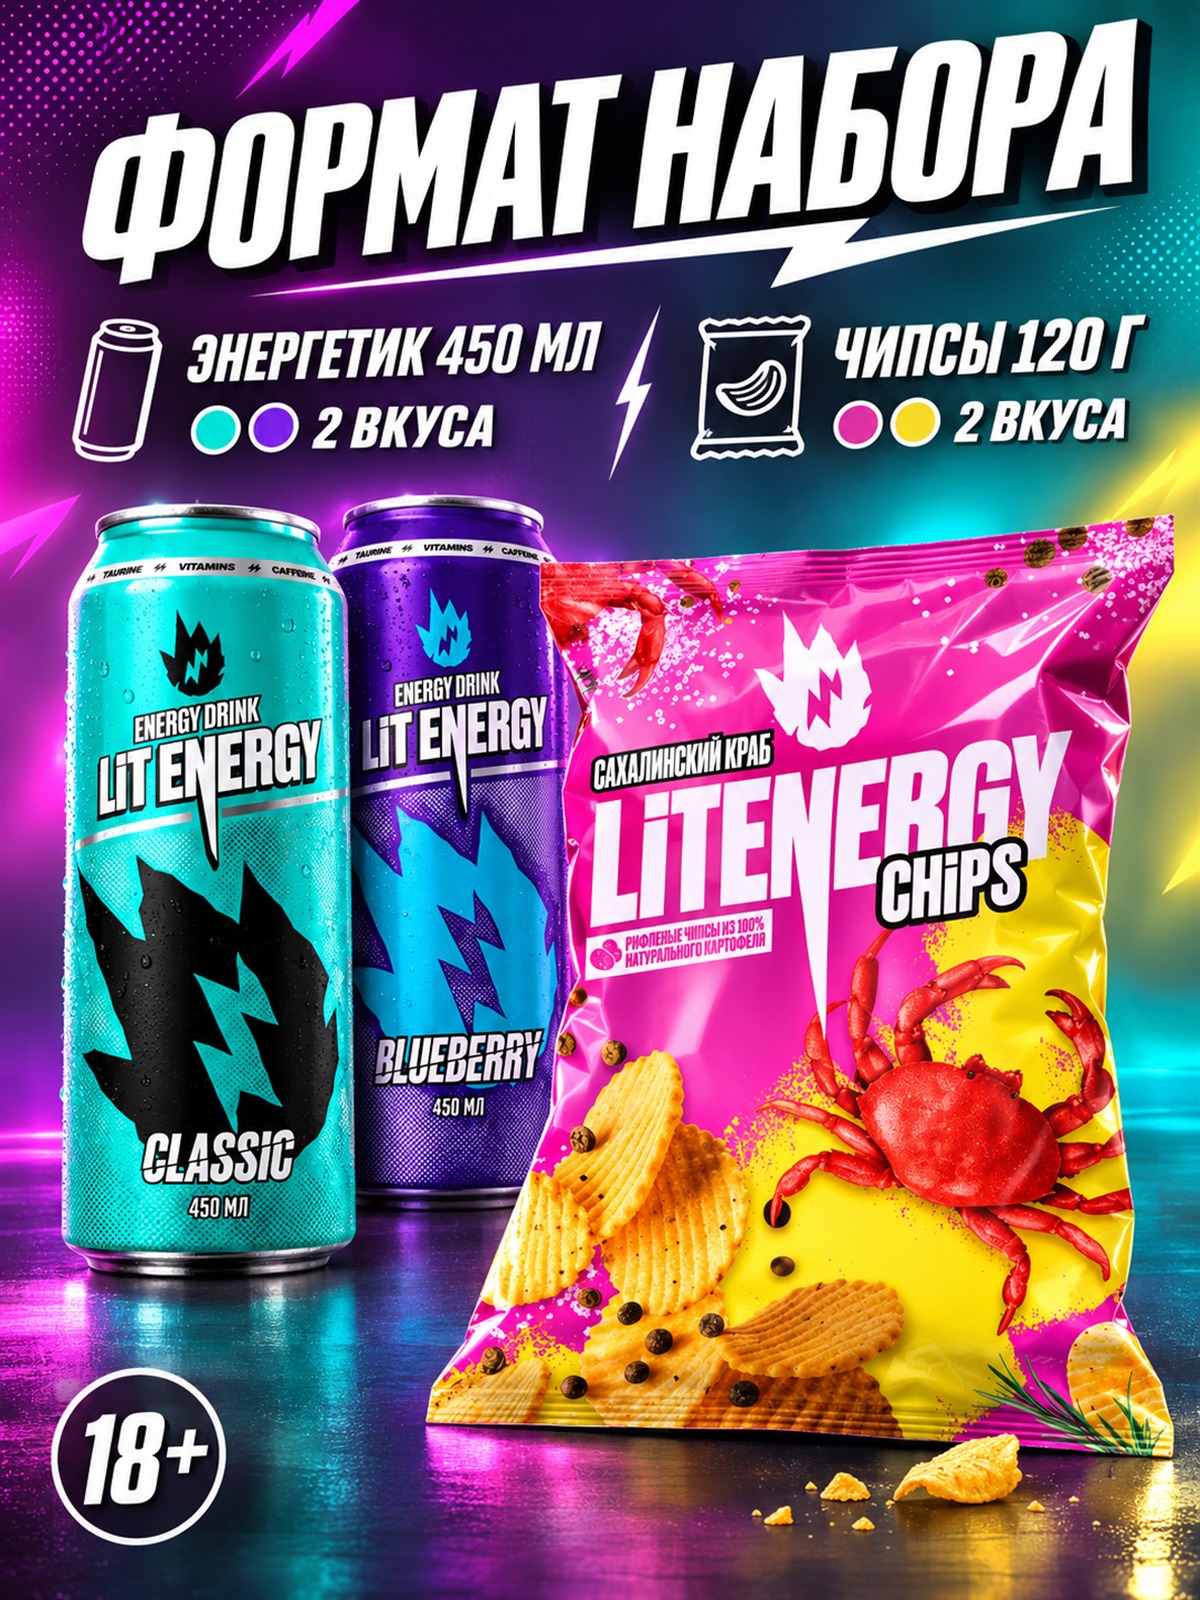 ФОРМАТ НАБОРА
ЭНЕРГЕТИК 450 МЛ
2 ВКУСА
ЧИПСЫ 120 Г
2 ВКУСА
TAURINE VITAMINS CAFFEINE
ENERGY DRINK
LiT ENERGY
CLASSIC
450 МЛ
TAURINE VITAMINS CAFFEINE
ENERGY DRINK
LiT ENERGY
BLUEBERRY
450 МЛ
САХАЛИНСКИЙ КРАБ
LiTENERGY
CHiPS
РИФЛЕНЫЕ ЧИПСЫ ИЗ 100%
НАТУРАЛЬНОГО КАРТОФЕЛЯ
18+